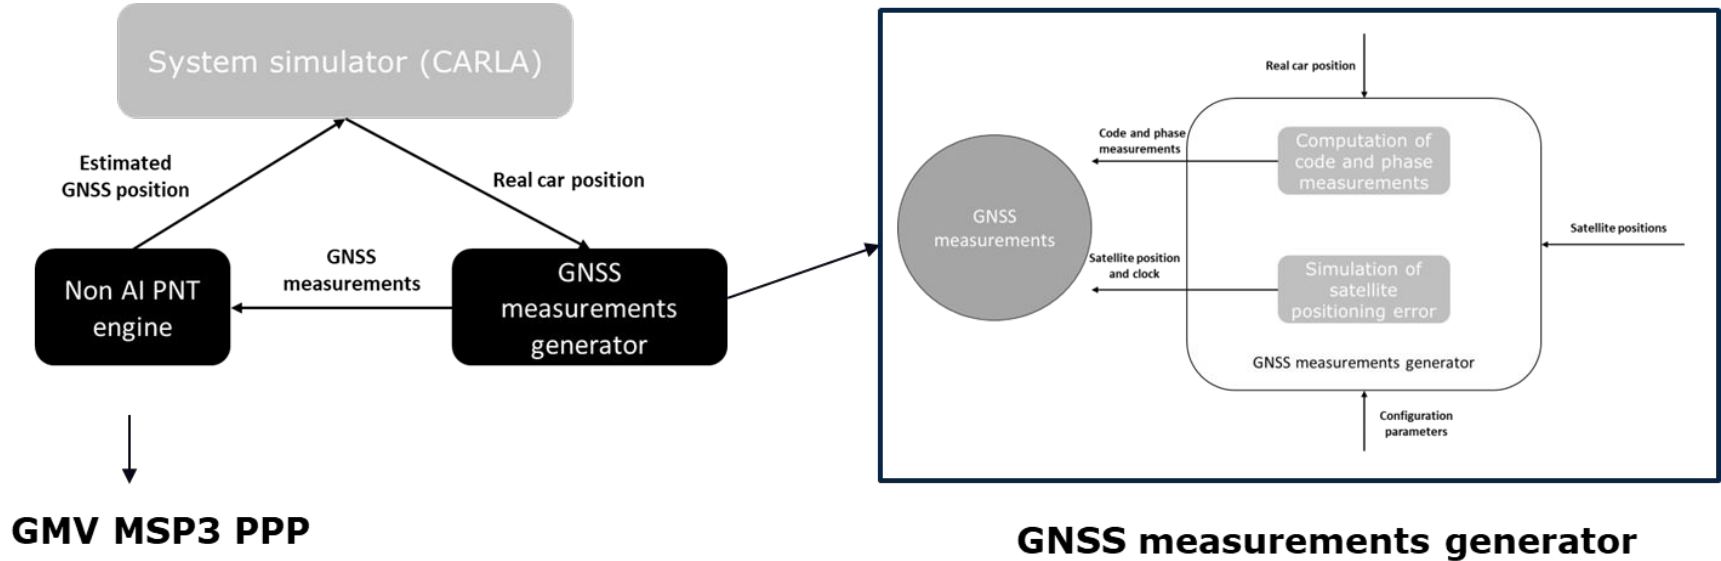 System simulator (CARLA)
Estimated
GNSS position
Real car position
GNSS
measurements
Non AI PNT
engine
GNSS
measurements
generator
GMV MSP3 PPP
Real car position
Code and phase
measurements
Computation of
code and phase
measurements
GNSS
measurements
Satellite positions
Satellite position
and clock
Simulation of
satellite
positioning error
GNSS measurements generator
Configuration
parameters
GNSS measurements generator